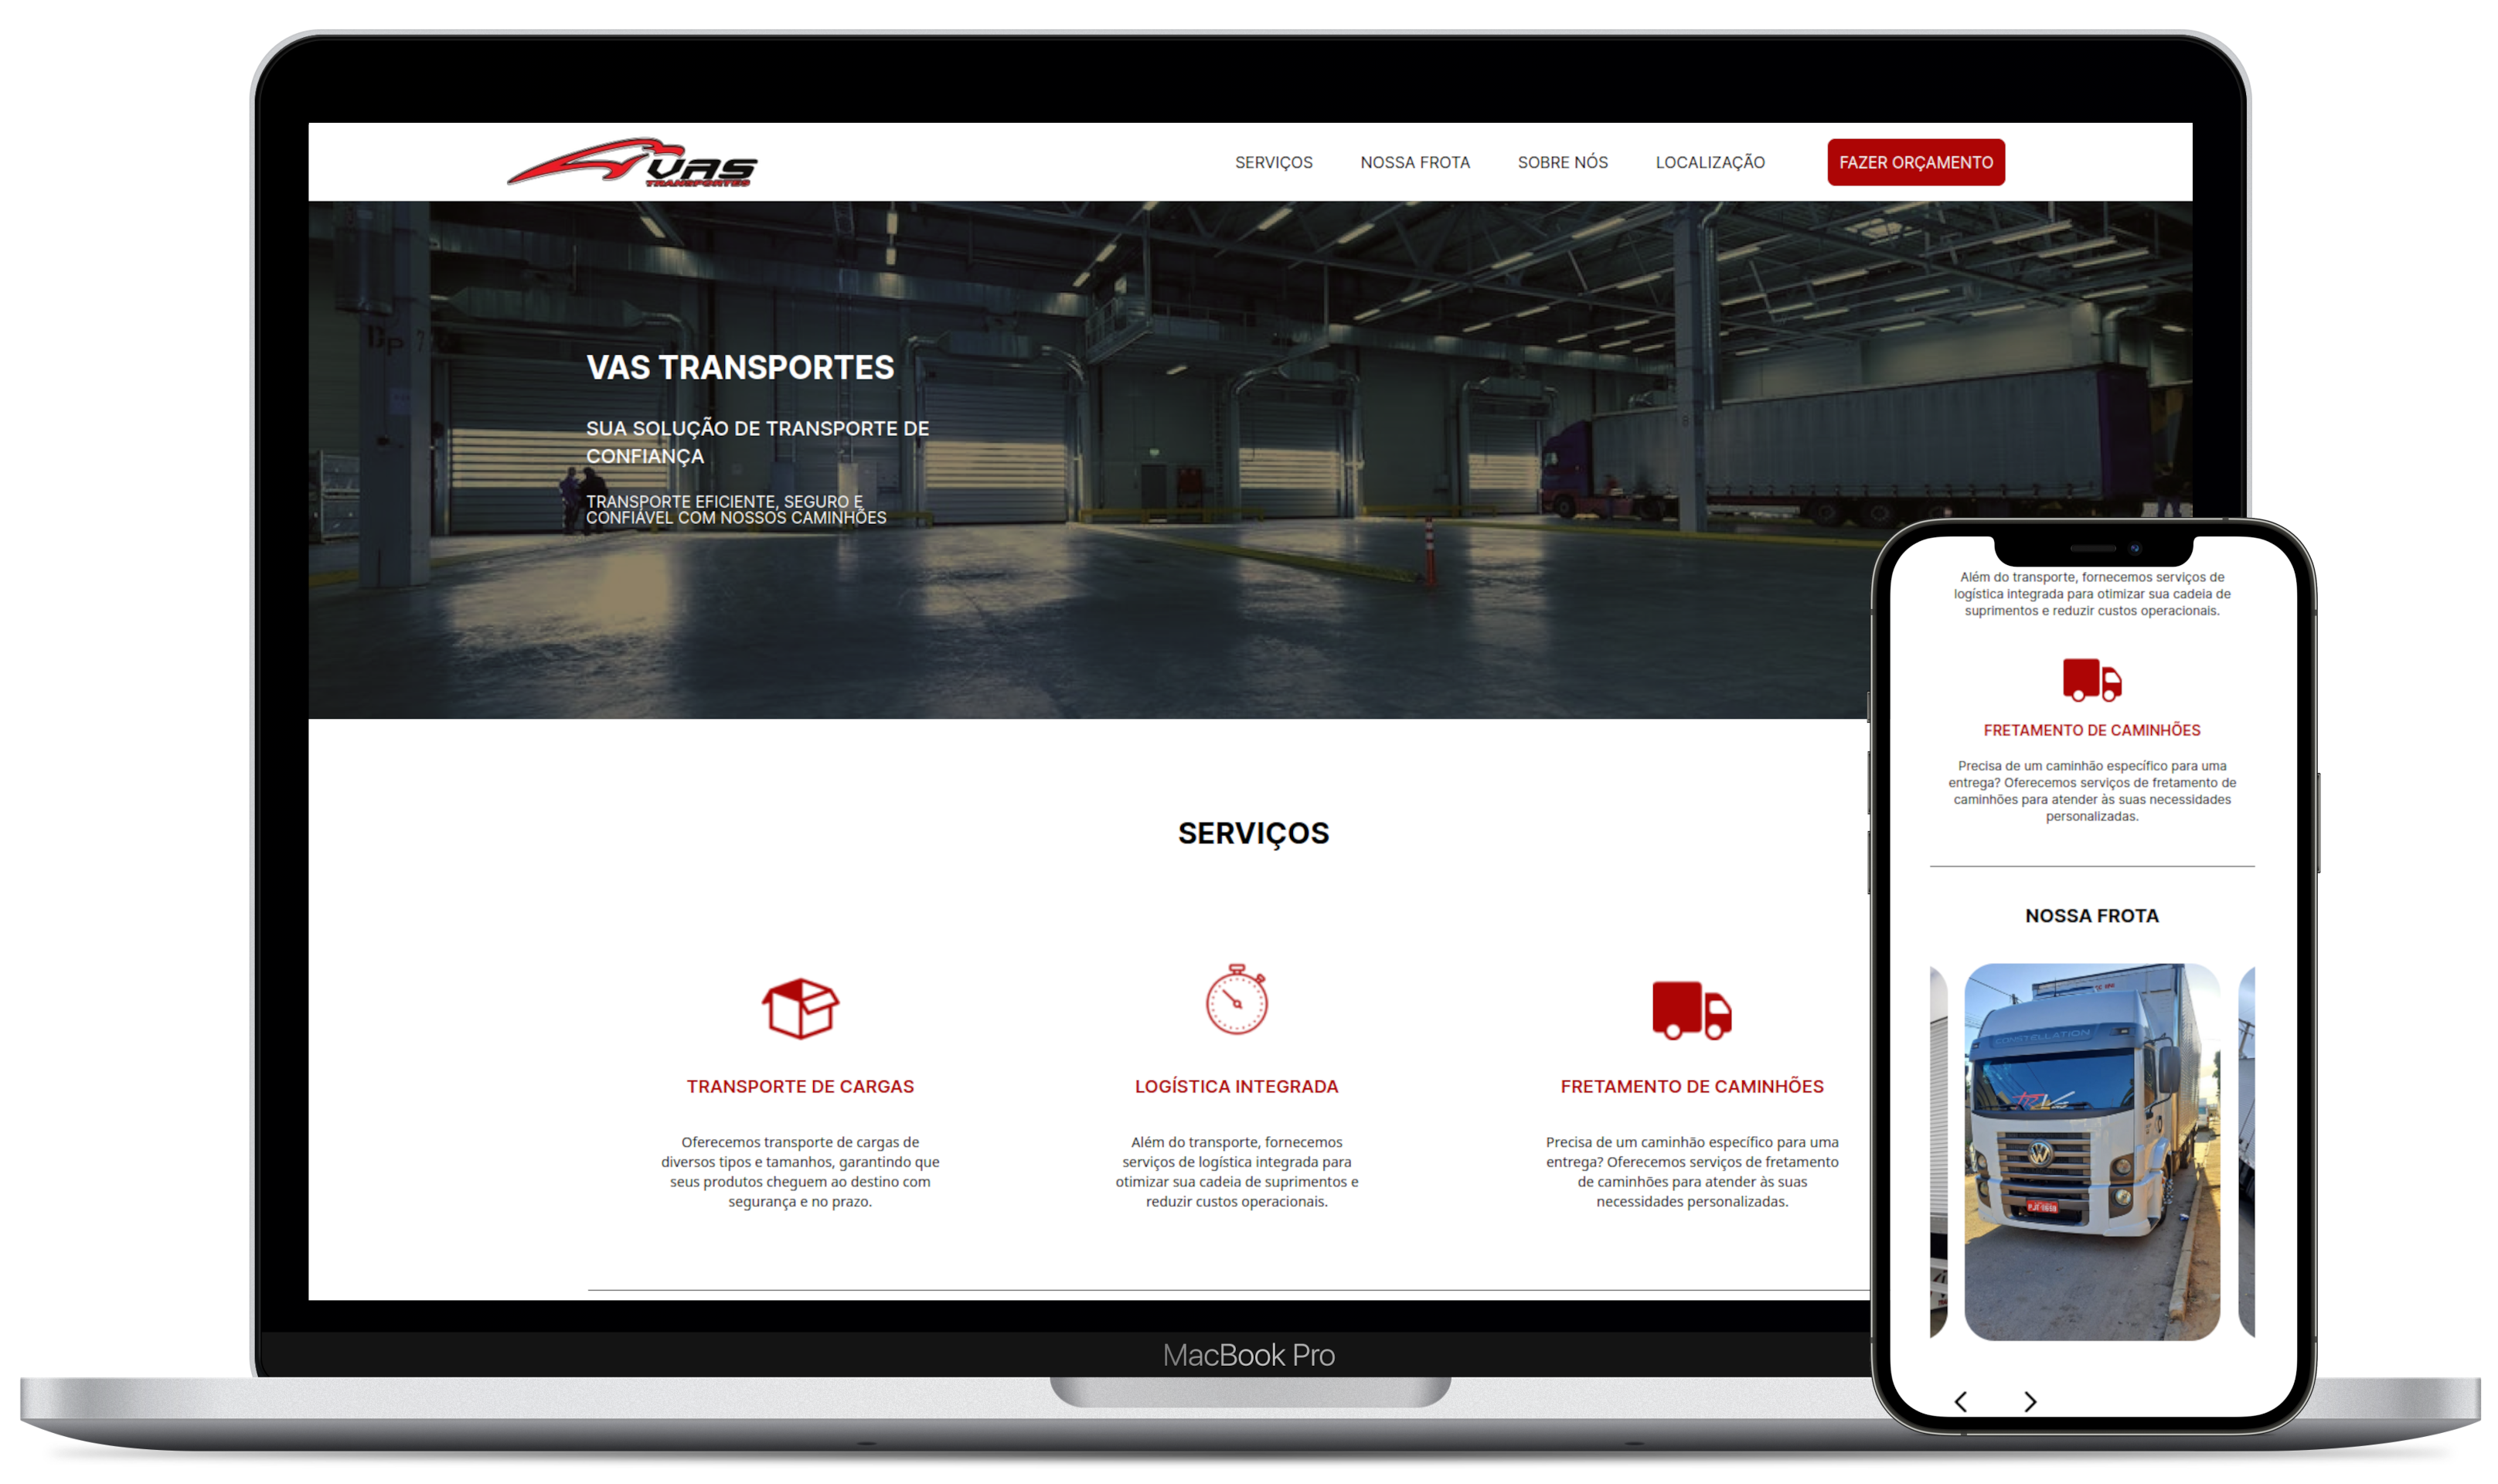 VAS
TRANSPORTES
SERVIÇOS
NOSSA FROTA
SOBRE NÓS
LOCALIZAÇÃO
FAZER ORÇAMENTO
VAS TRANSPORTES
SUA SOLUÇÃO DE TRANSPORTE DE
CONFIANÇA
TRANSPORTE EFICIENTE, SEGURO E
CONFIÁVEL COM NOSSOS CAMINHÕES
SERVIÇOS
TRANSPORTE DE CARGAS
Oferecemos transporte de cargas de
diversos tipos e tamanhos, garantindo que
seus produtos cheguem ao destino com
segurança e no prazo.
LOGÍSTICA INTEGRADA
Além do transporte, fornecemos
serviços de logística integrada para
otimizar sua cadeia de suprimentos e
reduzir custos operacionais.
FRETAMENTO DE CAMINHÕES
Precisa de um caminhão específico para uma
entrega? Oferecemos serviços de fretamento
de caminhões para atender às suas
necessidades personalizadas.
MacBook Pro
Além do transporte, fornecemos serviços de
logística integrada para otimizar sua cadeia de
suprimentos e reduzir custos operacionais.
FRETAMENTO DE CAMINHÕES
Precisa de um caminhão específico para uma
entrega? Oferecemos serviços de fretamento de
caminhões para atender às suas necessidades
personalizadas.
NOSSA FROTA
CONSTELLATION